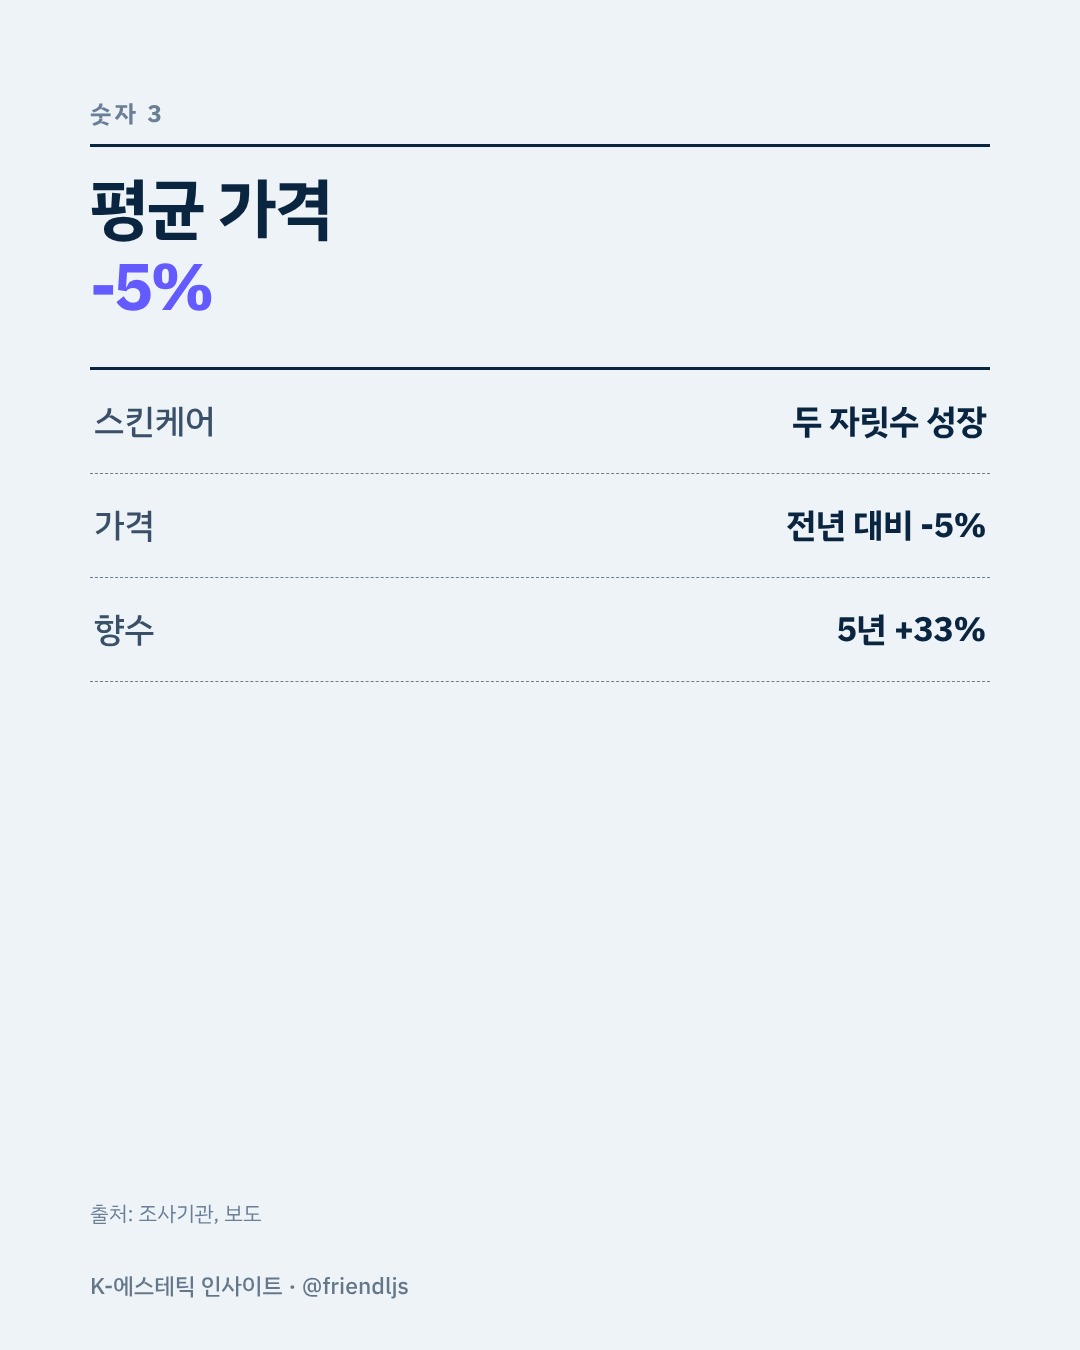 숫자 3
평균 가격
-5%
스킨케어 두 자릿수 성장
가격 전년 대비 -5%
향수 5년 +33%
출처: 조사기관, 보도
K-에스테틱 인사이트 · @friendljs